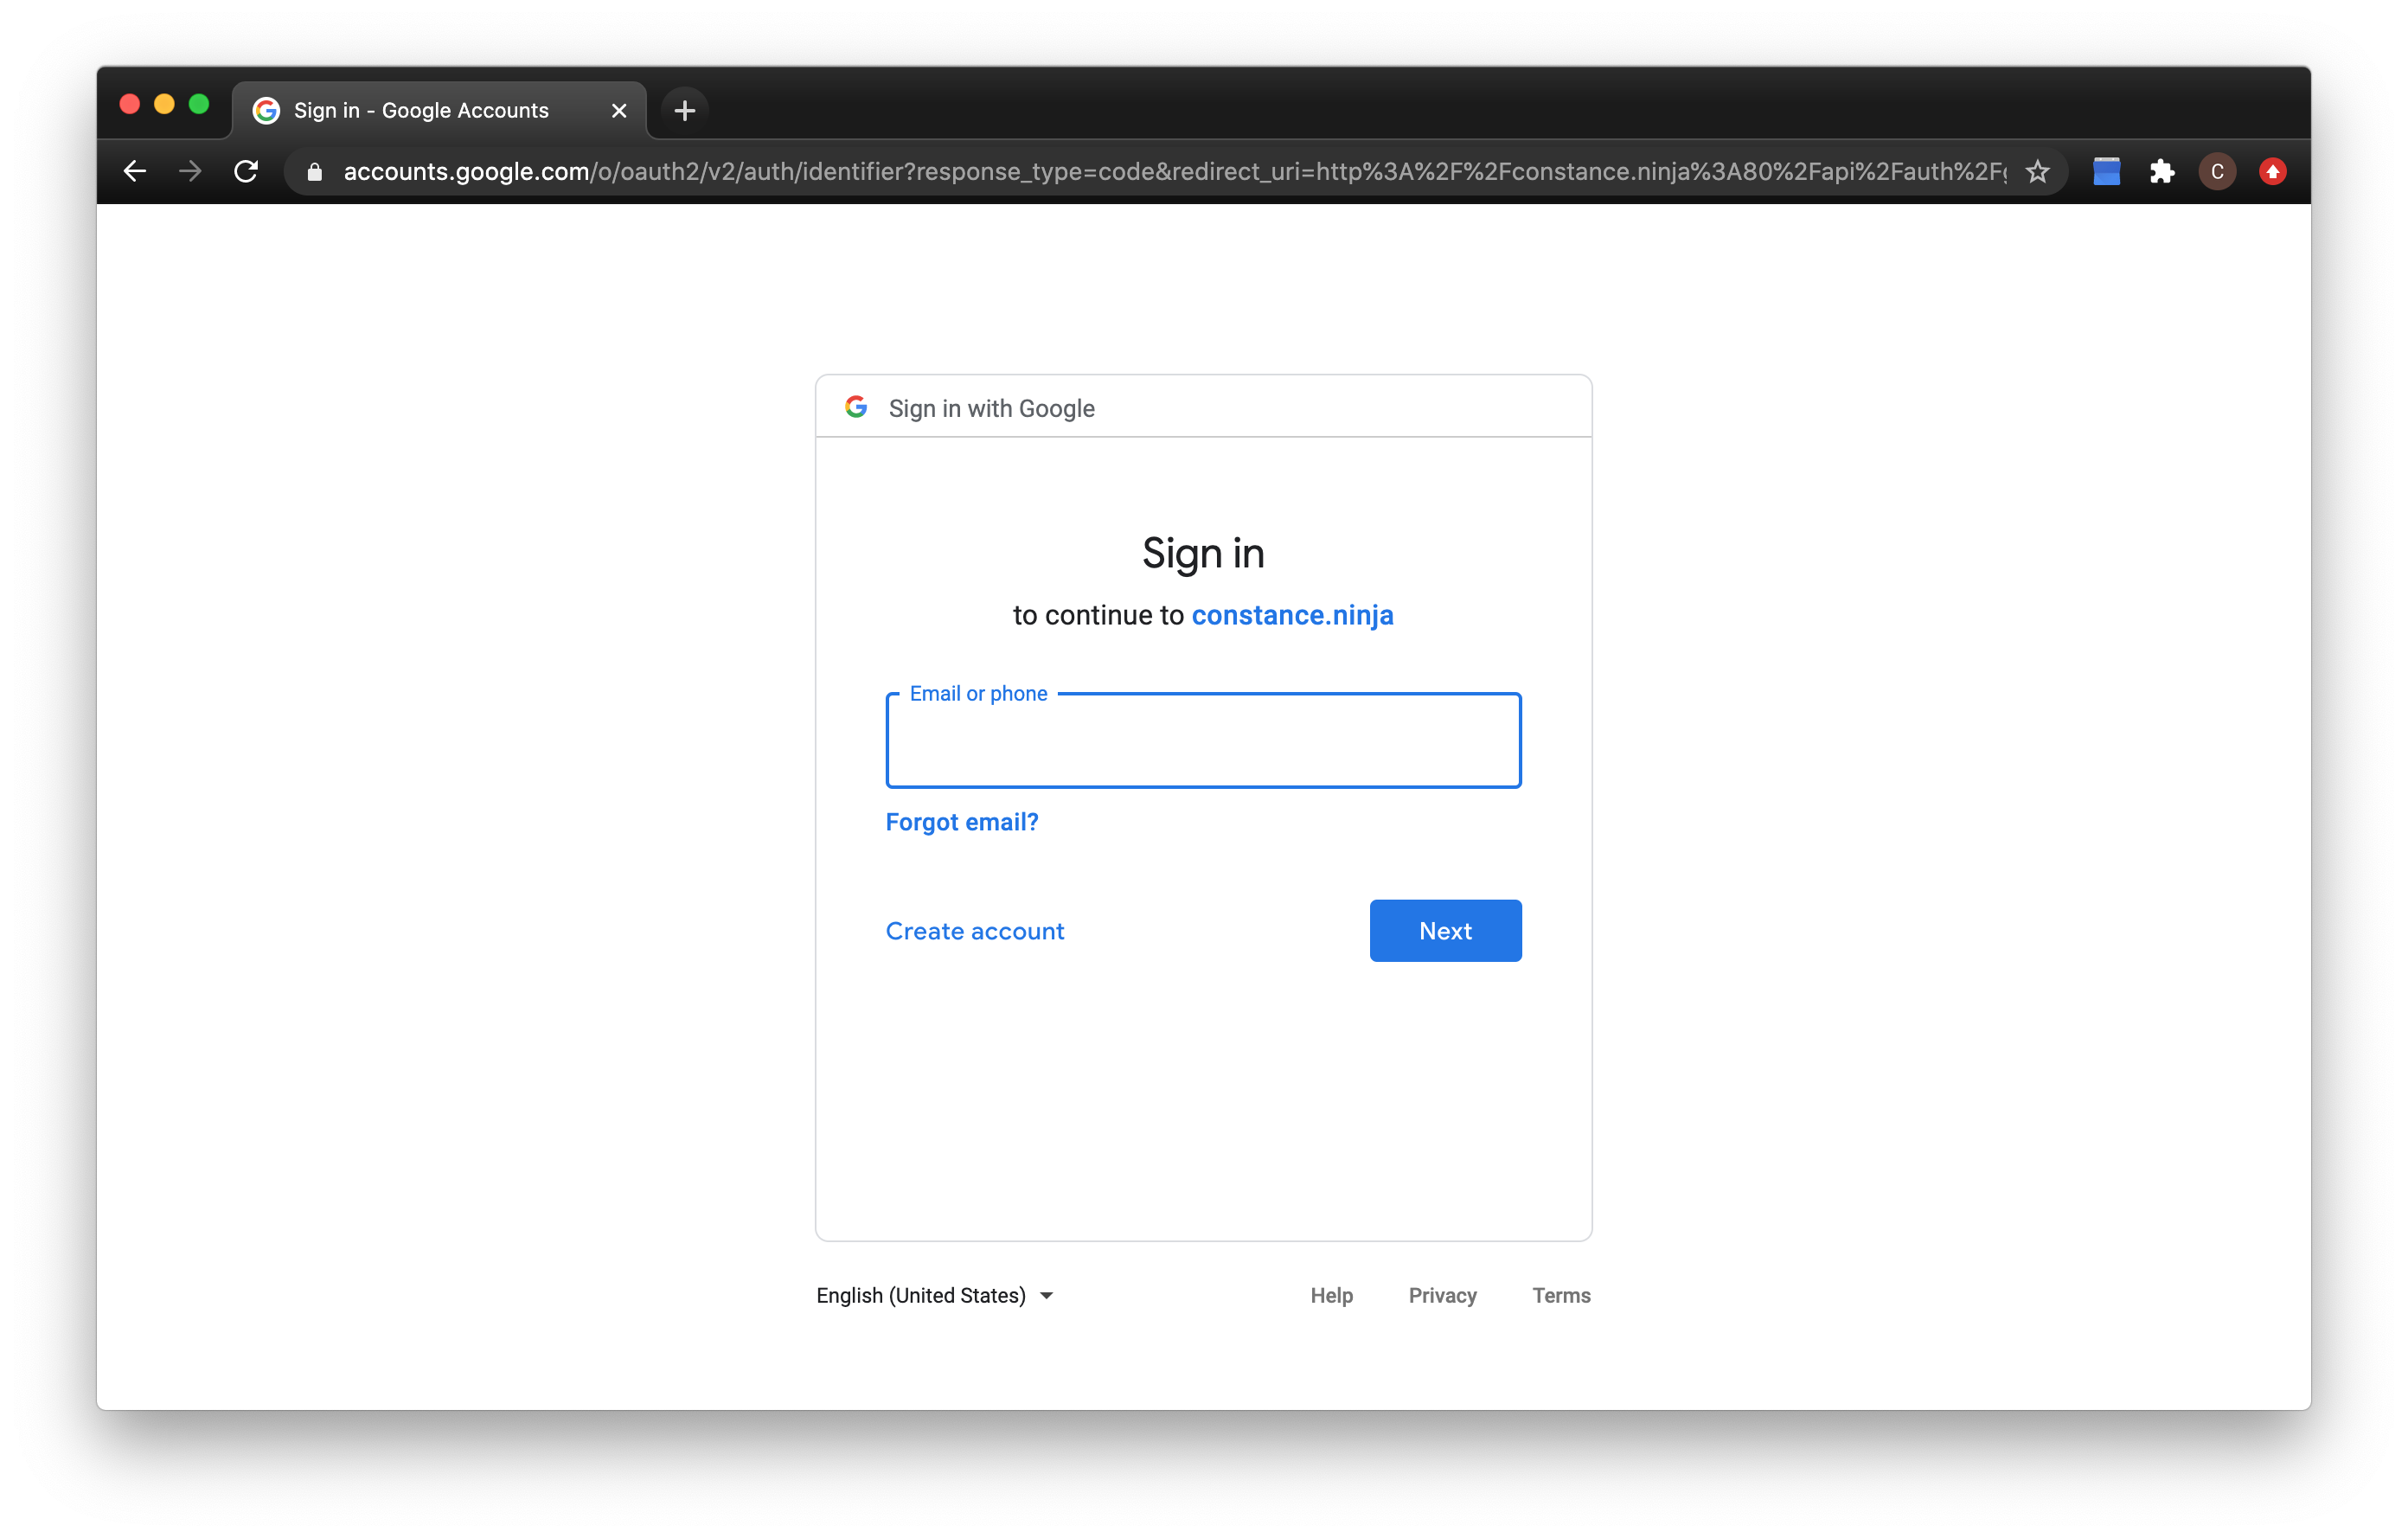 Sign in - Google Accounts
accounts.google.com/o/oauth2/v2/auth/identifier?response_type=code&redirect_uri=http%3A%2F%2Fconstance.ninja%3A80%2Fapi%2Fauth%2F
C
Sign in with Google
Sign in
to continue to constance.ninja
Email or phone
Forgot email?
Create account
Next
English (United States)
Help
Privacy
Terms